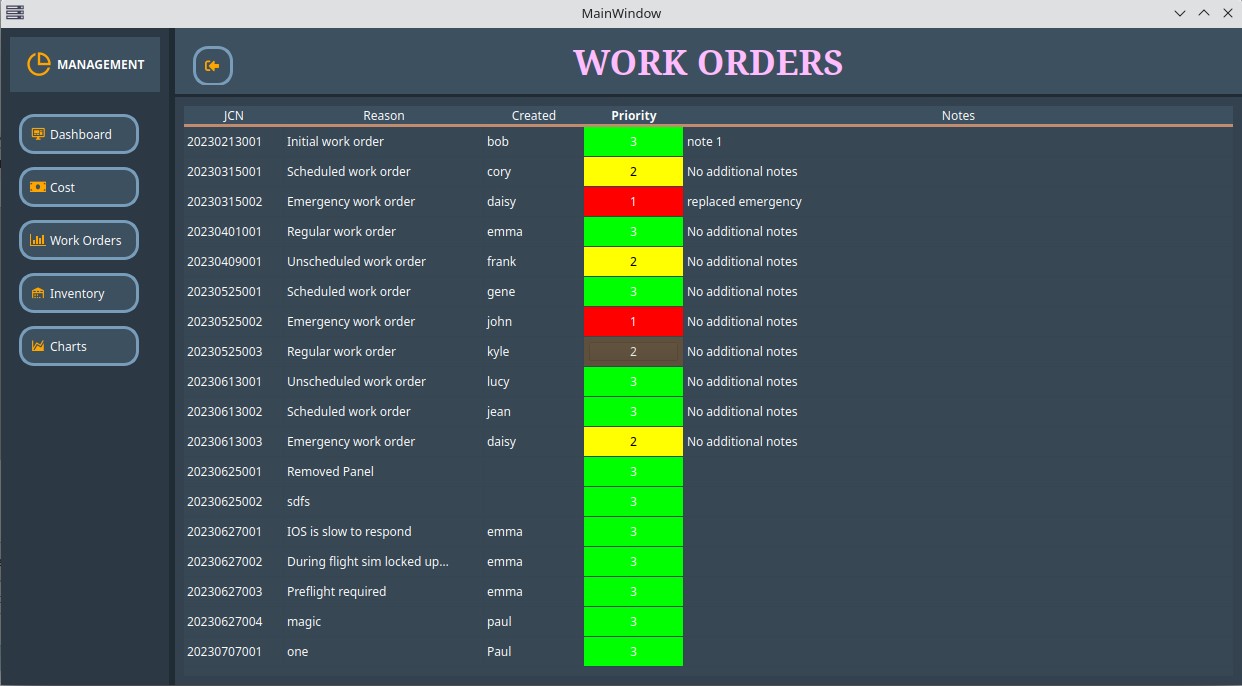 MainWindow
MANAGEMENT
WORK ORDERS
Dashboard
Cost
Work Orders
Inventory
Charts
JCN Reason Created Priority Notes
20230213001 Initial work order bob 3 note 1
20230315001 Scheduled work order cory 2 No additional notes
20230315002 Emergency work order daisy 1 replaced emergency
20230401001 Regular work order emma 3 No additional notes
20230409001 Unscheduled work order frank 2 No additional notes
20230525001 Scheduled work order gene 3 No additional notes
20230525002 Emergency work order john 1 No additional notes
20230525003 Regular work order kyle 2 No additional notes
20230613001 Unscheduled work order lucy 3 No additional notes
20230613002 Scheduled work order jean 3 No additional notes
20230613003 Emergency work order daisy 2 No additional notes
20230625001 Removed Panel 3
20230625002 sdfs 3
20230627001 IOS is slow to respond emma 3
20230627002 During flight sim locked up... emma 3
20230627003 Preflight required emma 3
20230627004 magic paul 3
20230707001 one Paul 3